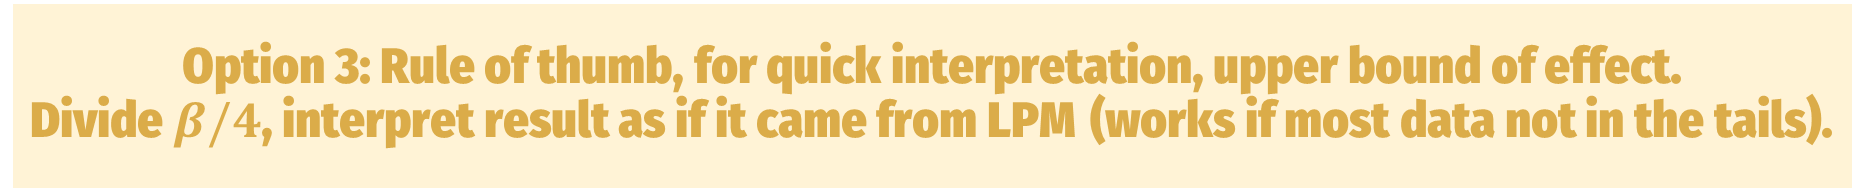 Option 3: Rule of thumb, for quick interpretation, upper bound of effect.
Divide β/4, interpret result as if it came from LPM (works if most data not in the tails).